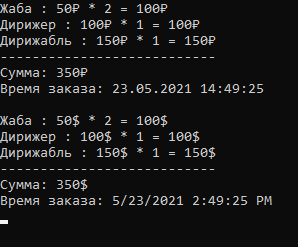 Жаба : 50₽ * 2 = 100₽
Дирижер : 100₽ * 1 = 100₽
Дирижабль : 150₽ * 1 = 150₽
---------------------------
Сумма: 350₽
Время заказа: 23.05.2021 14:49:25
Жаба : 50$ * 2 = 100$
Дирижер : 100$ * 1 = 100$
Дирижабль : 150$ * 1 = 150$
---------------------------
Сумма: 350$
Время заказа: 5/23/2021 2:49:25 PM